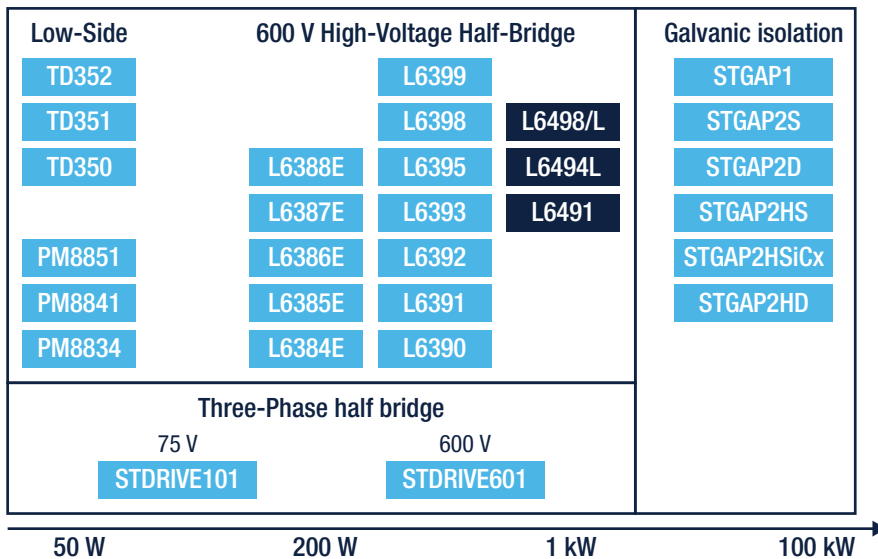 Low-Side
TD352
TD351
TD350
PM8851
PM8841
PM8834
600 V High-Voltage Half-Bridge
L6388E
L6387E
L6386E
L6385E
L6384E
L6399
L6398
L6395
L6393
L6392
L6391
L6390
L6498/L
L6494L
L6491
Galvanic isolation
STGAP1
STGAP2S
STGAP2D
STGAP2HS
STGAP2HSiCx
STGAP2HD
Three-Phase half bridge
75 V
STDRIVE101
600 V
STDRIVE601
50 W
200 W
1 kW
100 kW